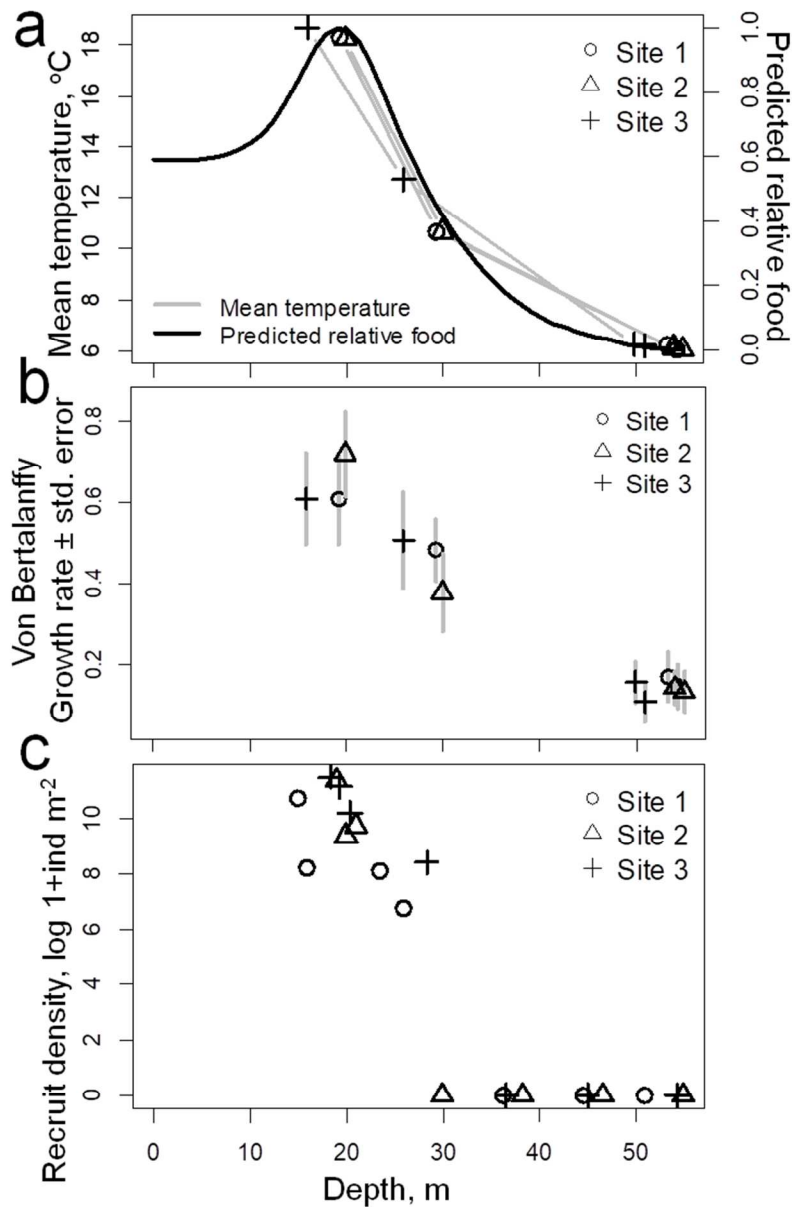 a
Mean temperature, ºC
18
16
14
12
10
8
6
Site 1
Site 2
Site 3
Mean temperature
Predicted relative food
1.0
0.8
0.6
0.4
0.2
0.0
Predicted relative food
b
Von Bertalanffy
Growth rate ± std. error
0.8
0.6
0.4
0.2
Site 1
Site 2
Site 3
c
Recruit density, log 1+ind m-2
10
8
6
4
2
0
Site 1
Site 2
Site 3
0 10 20 30 40 50
Depth, m